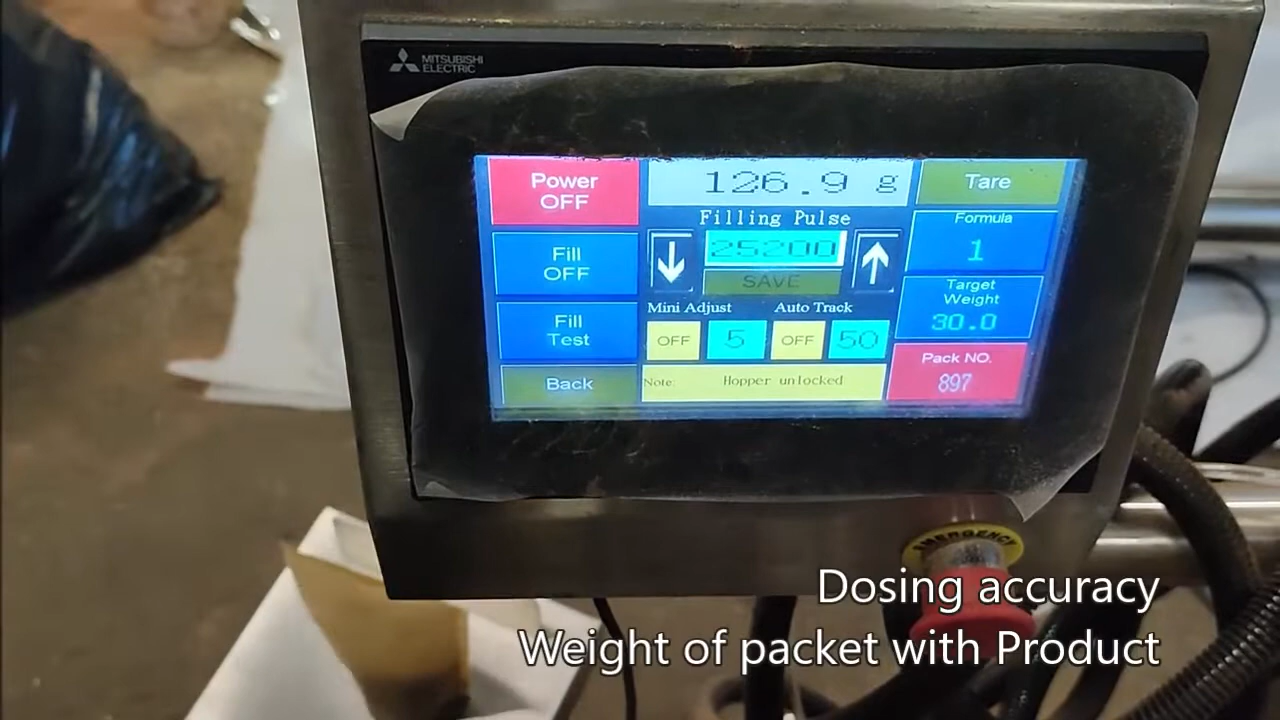 MITSUBISHI
ELECTRIC
Power
OFF
126.9 g
Tare
Filling Pulse
25200
SAVE
Formula
1
Fill
OFF
Target
Weight
30.0
Mini Adjust
Auto Track
OFF
5
OFF
50
Fill
Test
Pack NO.
897
Back
Note:
Hopper unlocked
EMERGENCY
Dosing accuracy
Weight of packet with Product